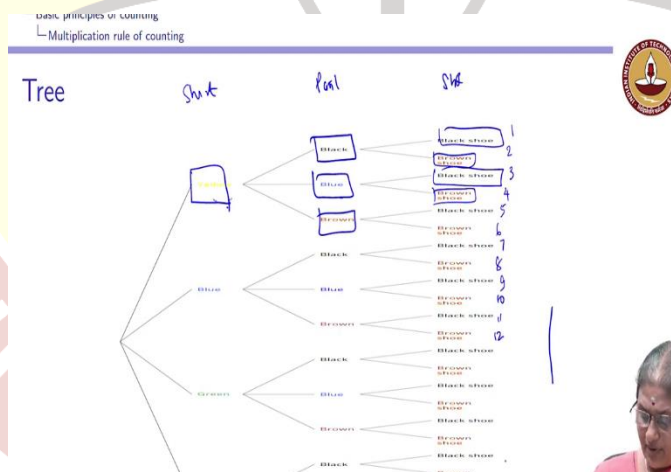 Basic principles of counting
Multiplication rule of counting
Tree
Black shoe 1
Black
Brown shoe 2
Black shoe 3
Yellow
Blue
Brown shoe 4
Black shoe 5
Brown
Brown shoe 6
Black shoe 7
Black
Brown shoe 8
Black shoe 9
Blue
Blue
Brown shoe 10
Black shoe 11
Brown
Brown shoe 12
Black shoe
Black
Brown shoe
Black shoe
Green
Blue
Brown shoe
Black shoe
Brown
Brown shoe
Black shoe
Black